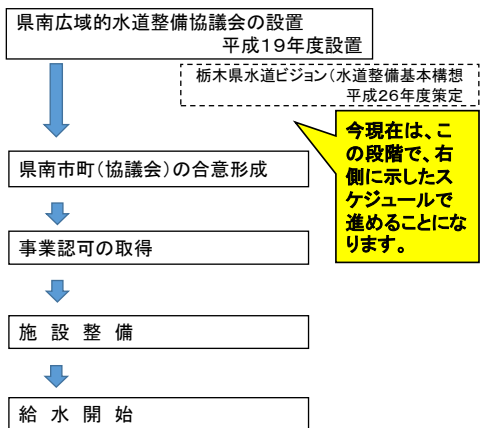 県南広域的水道整備協議会の設置
平成19年度設置
栃木県水道ビジョン（水道整備基本構想
平成26年度策定
今現在は、こ
の段階で、右
側に示したス
ケジュールで
進めることにな
ります。
県南市町（協議会）の合意形成
事業認可の取得
施 設 整 備
給 水 開 始